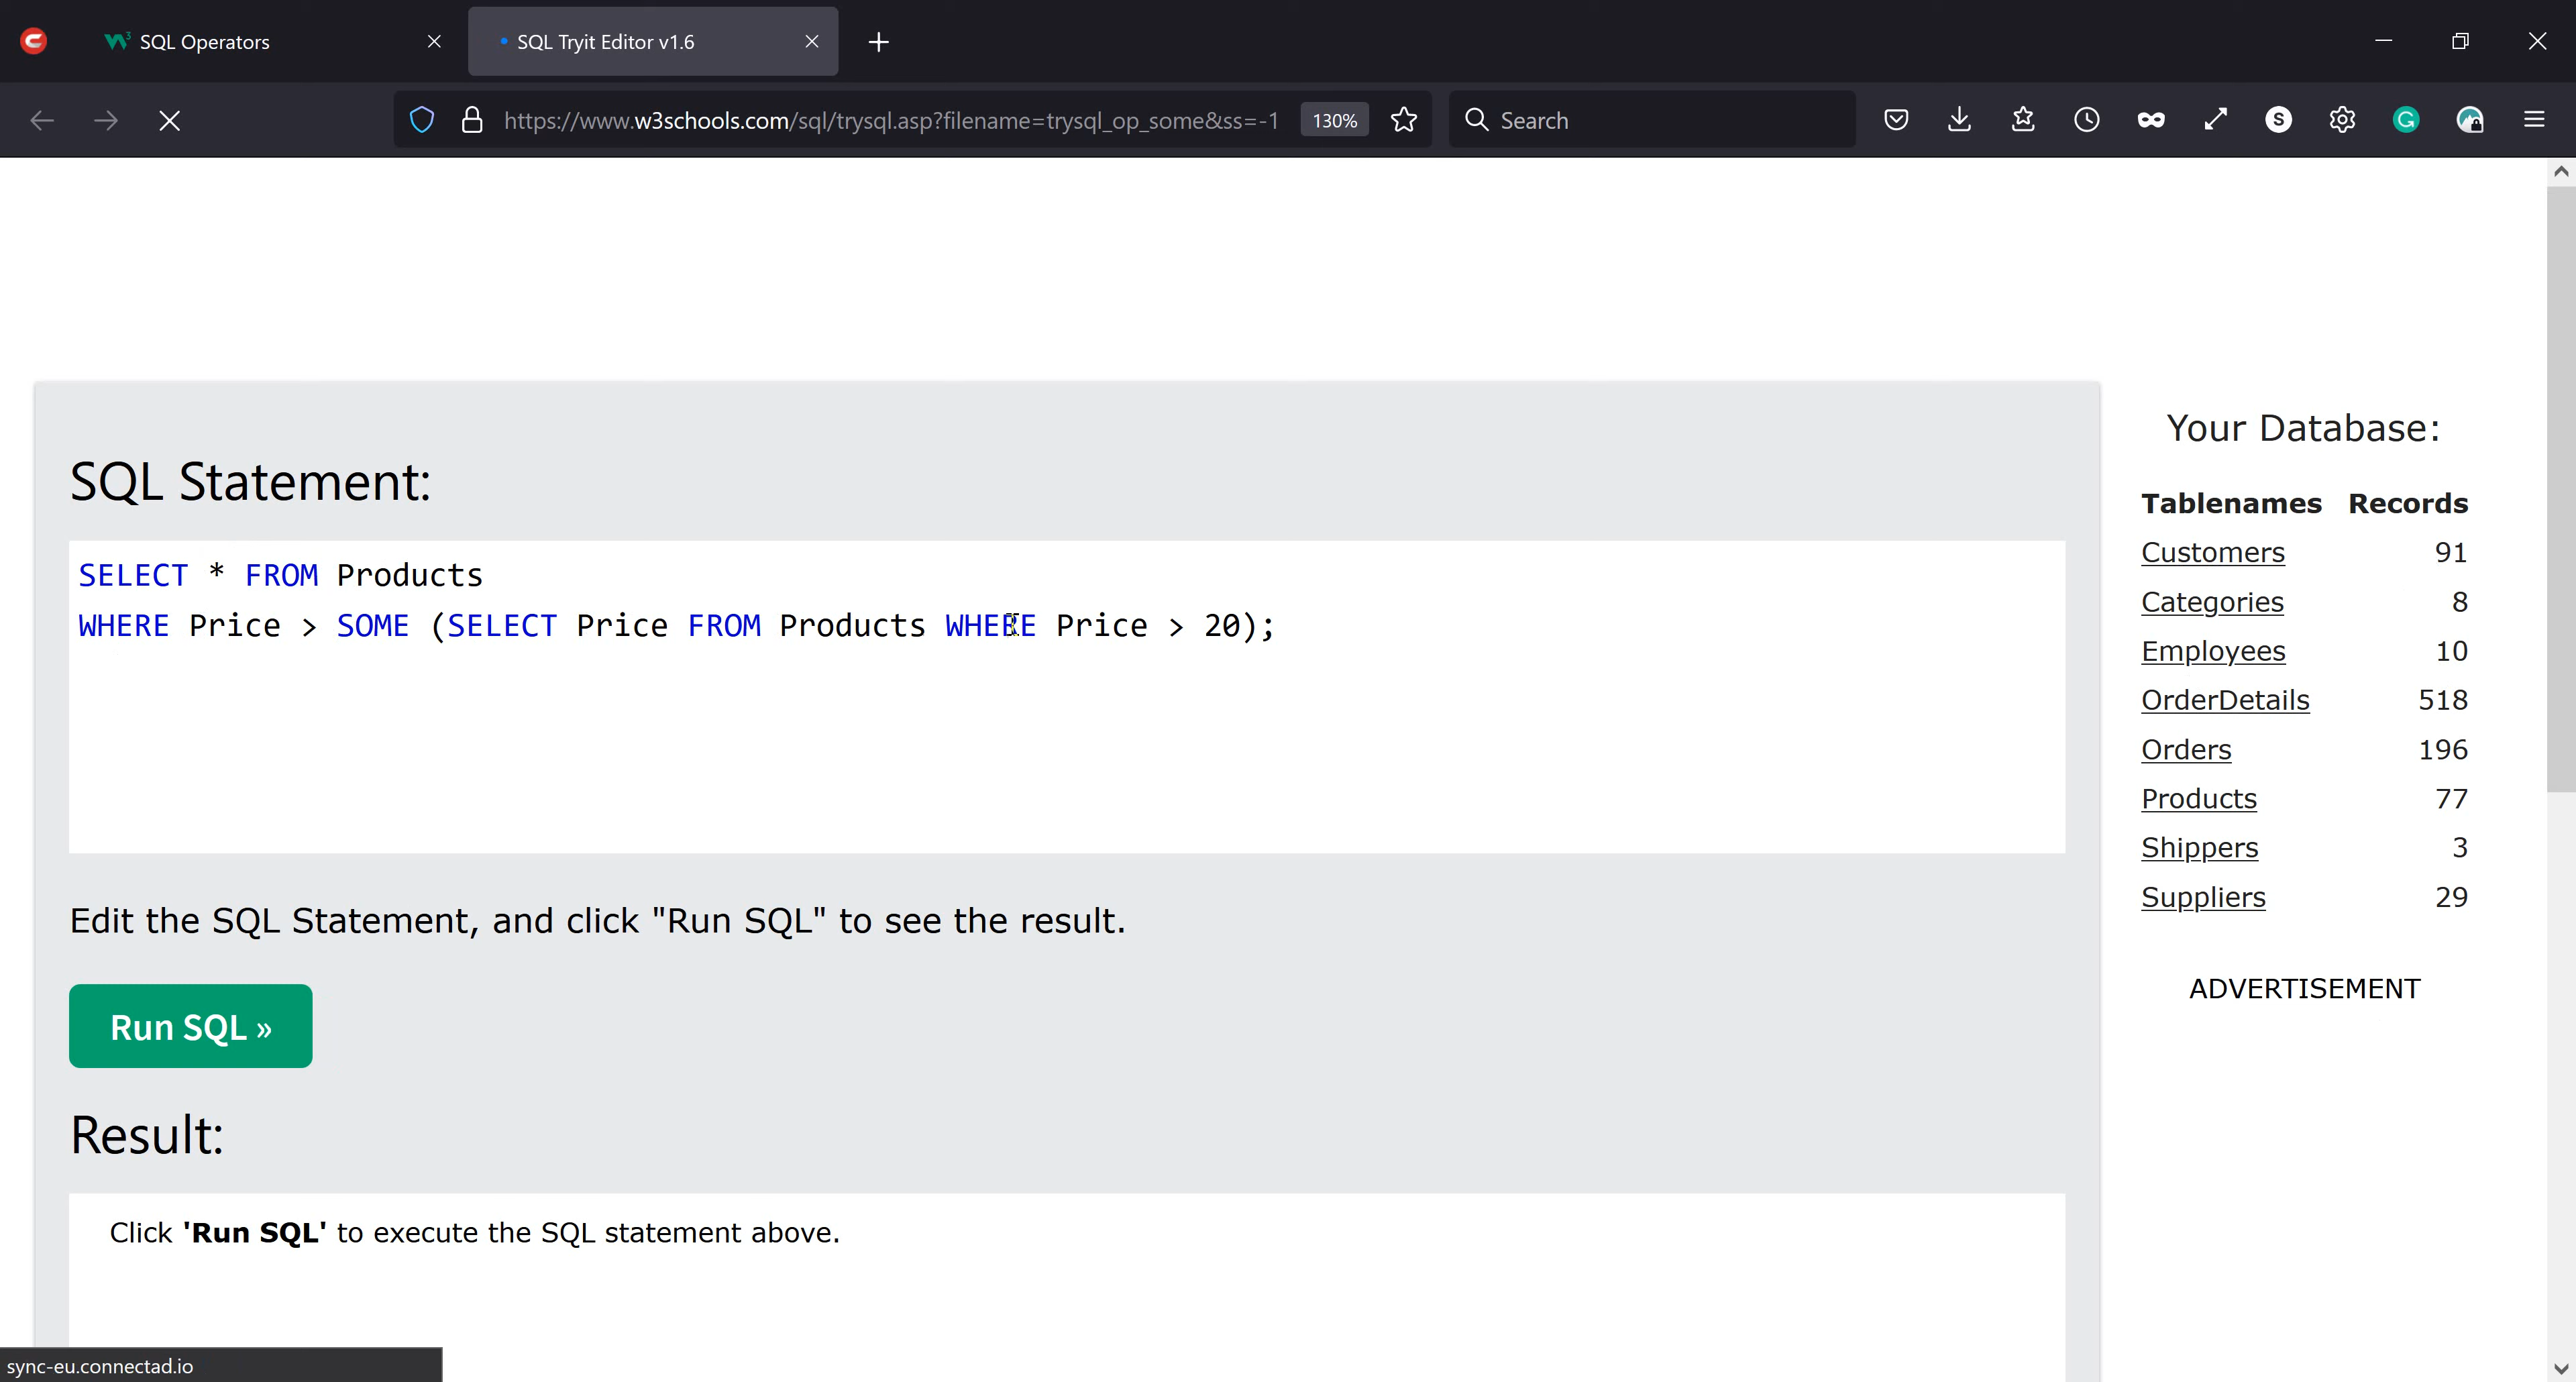 SQL Operators
SQL Tryit Editor v1.6
https://www.w3schools.com/sql/trysql.asp?filename=trysql_op_some&ss=-1
130%
Search
Your Database:
SQL Statement:
Tablenames Records
SELECT * FROM Products
WHERE Price > SOME (SELECT Price FROM Products WHERE Price > 20);
Customers 91
Categories 8
Employees 10
OrderDetails 518
Orders 196
Products 77
Shippers 3
Suppliers 29
Edit the SQL Statement, and click "Run SQL" to see the result.
ADVERTISEMENT
Run SQL »
Result:
Click 'Run SQL' to execute the SQL statement above.
sync-eu.connectad.io